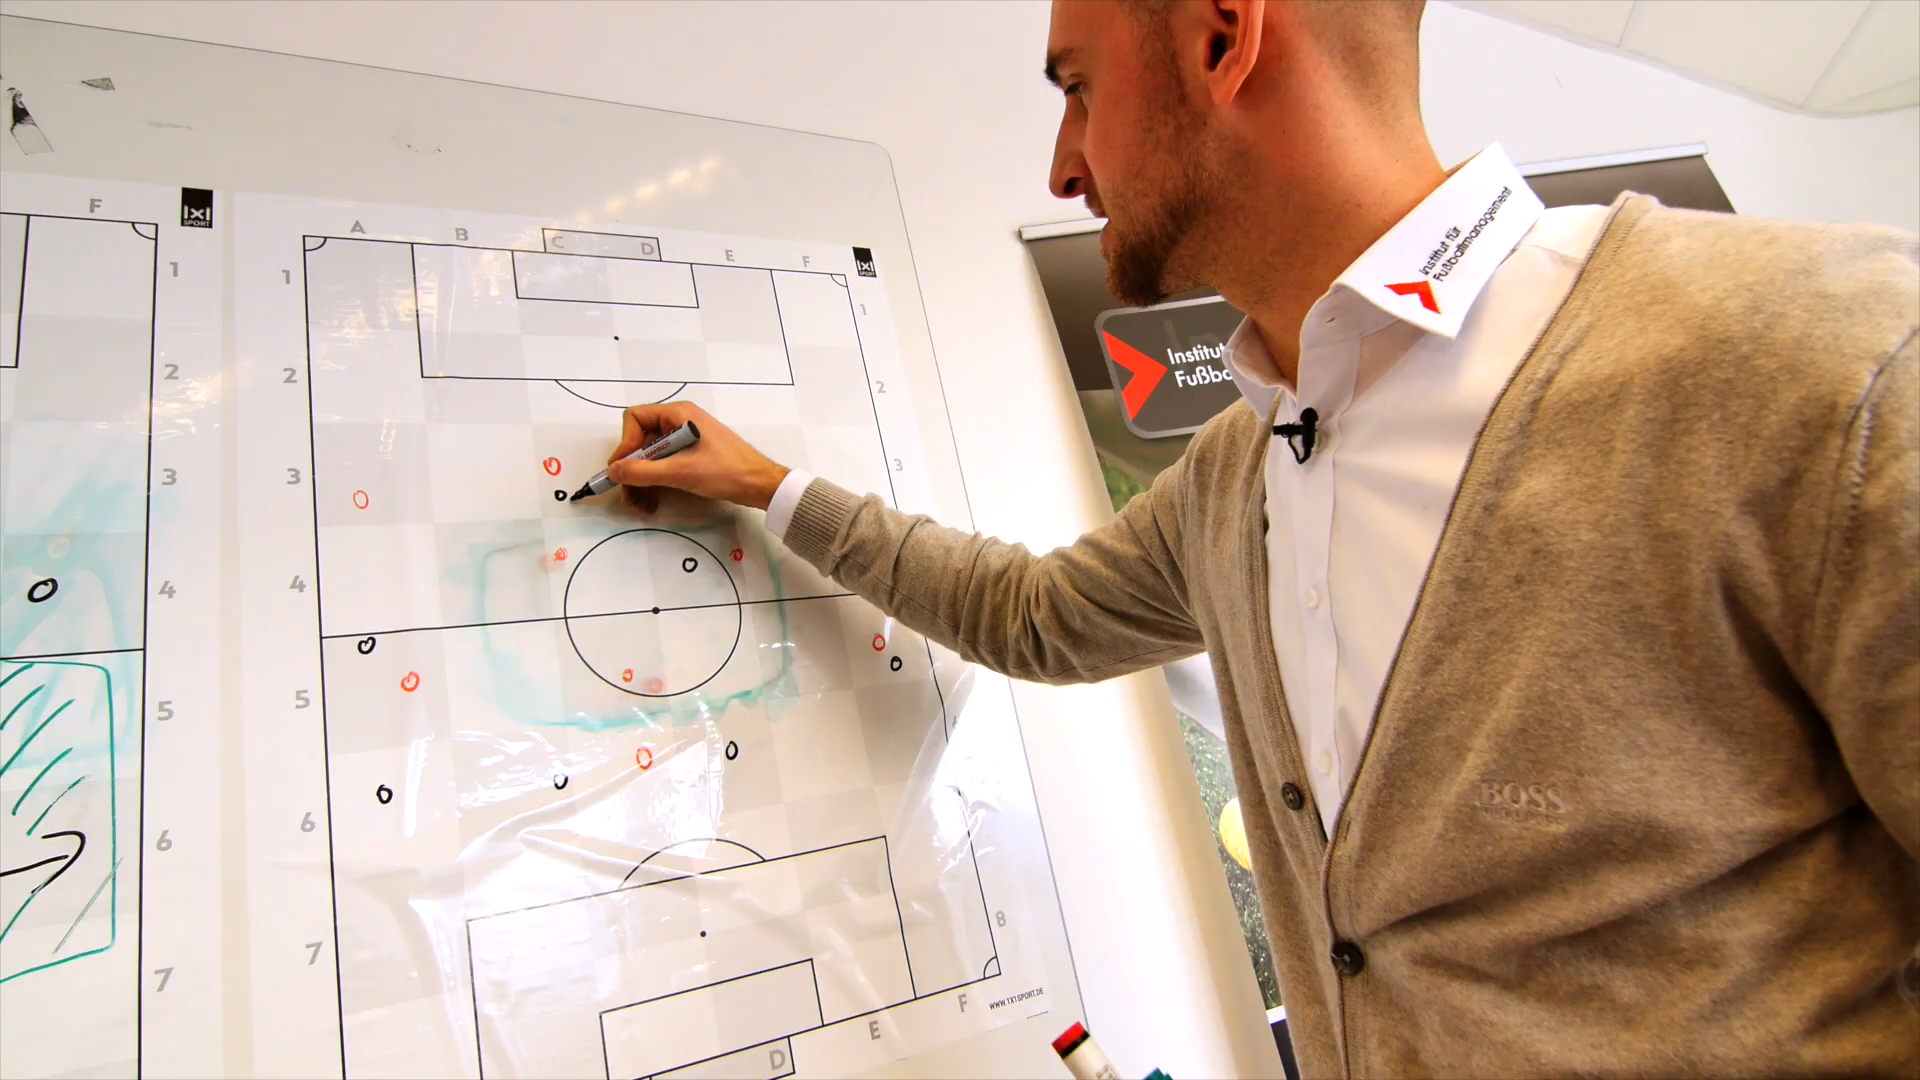 F
1X1
SPORT
1
2
3
4
5
6
7
A
B
C
D
E
F
1X1
SPORT
1
2
3
4
5
6
7
1
2
3
8
D
E
F
WWW.1X1SPORT.DE
Institut für
Fußballmanagement
Institut
Fußba
BOSS